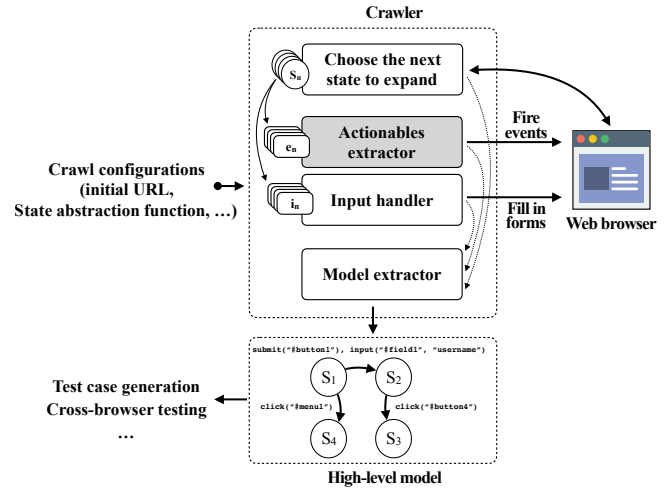 Crawler
Choose the next
state to expand
Sn
Actionables
extractor
en
Fire
events
Crawl configurations
(initial URL,
State abstraction function, …)
Input handler
in
Fill in
forms
Web browser
Model extractor
submit("#button1"), input("#field1", "username")
S1
S2
click("#menu1")
click("#button4")
S4
S3
Test case generation
Cross-browser testing
…
High-level model